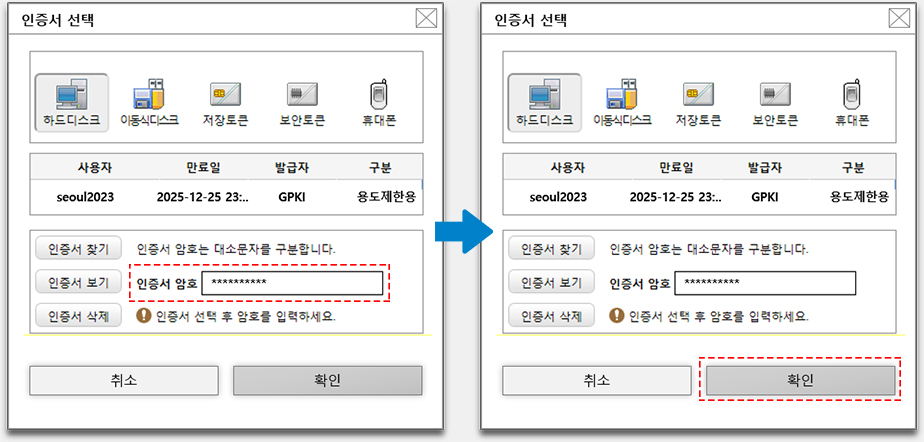 인증서 선택
하드디스크 이동식디스크 저장토큰 보안토큰 휴대폰
사용자 만료일 발급자 구분
seoul2023 2025-12-25 23:.. GPKI 용도제한용
인증서 찾기 인증서 암호는 대소문자를 구분합니다.
인증서 보기 인증서 암호 **********
인증서 삭제 인증서 선택 후 암호를 입력하세요.
취소 확인
인증서 선택
하드디스크 이동식디스크 저장토큰 보안토큰 휴대폰
사용자 만료일 발급자 구분
seoul2023 2025-12-25 23:.. GPKI 용도제한용
인증서 찾기 인증서 암호는 대소문자를 구분합니다.
인증서 보기 인증서 암호 **********
인증서 삭제 인증서 선택 후 암호를 입력하세요.
취소 확인